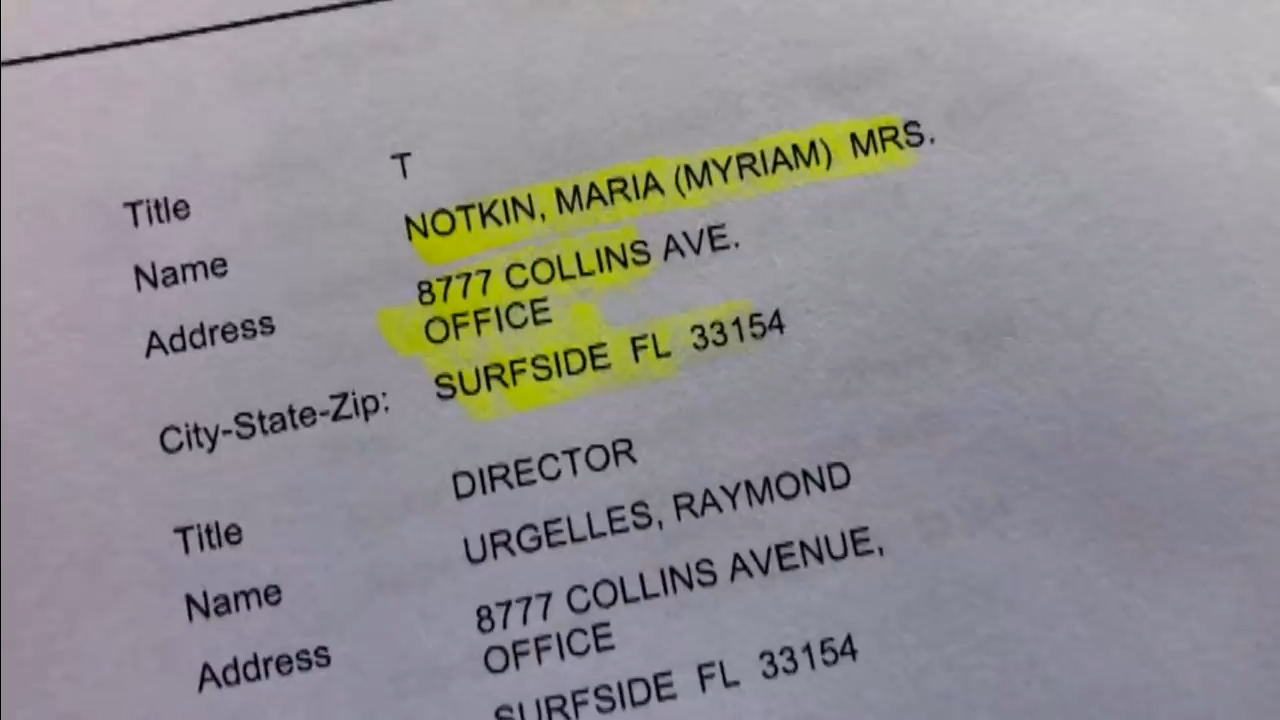 Title T
Name NOTKIN, MARIA (MYRIAM) MRS.
Address 8777 COLLINS AVE.
OFFICE
City-State-Zip: SURFSIDE FL 33154
Title DIRECTOR
Name URGELLES, RAYMOND
Address 8777 COLLINS AVENUE,
OFFICE
SURFSIDE FL 33154